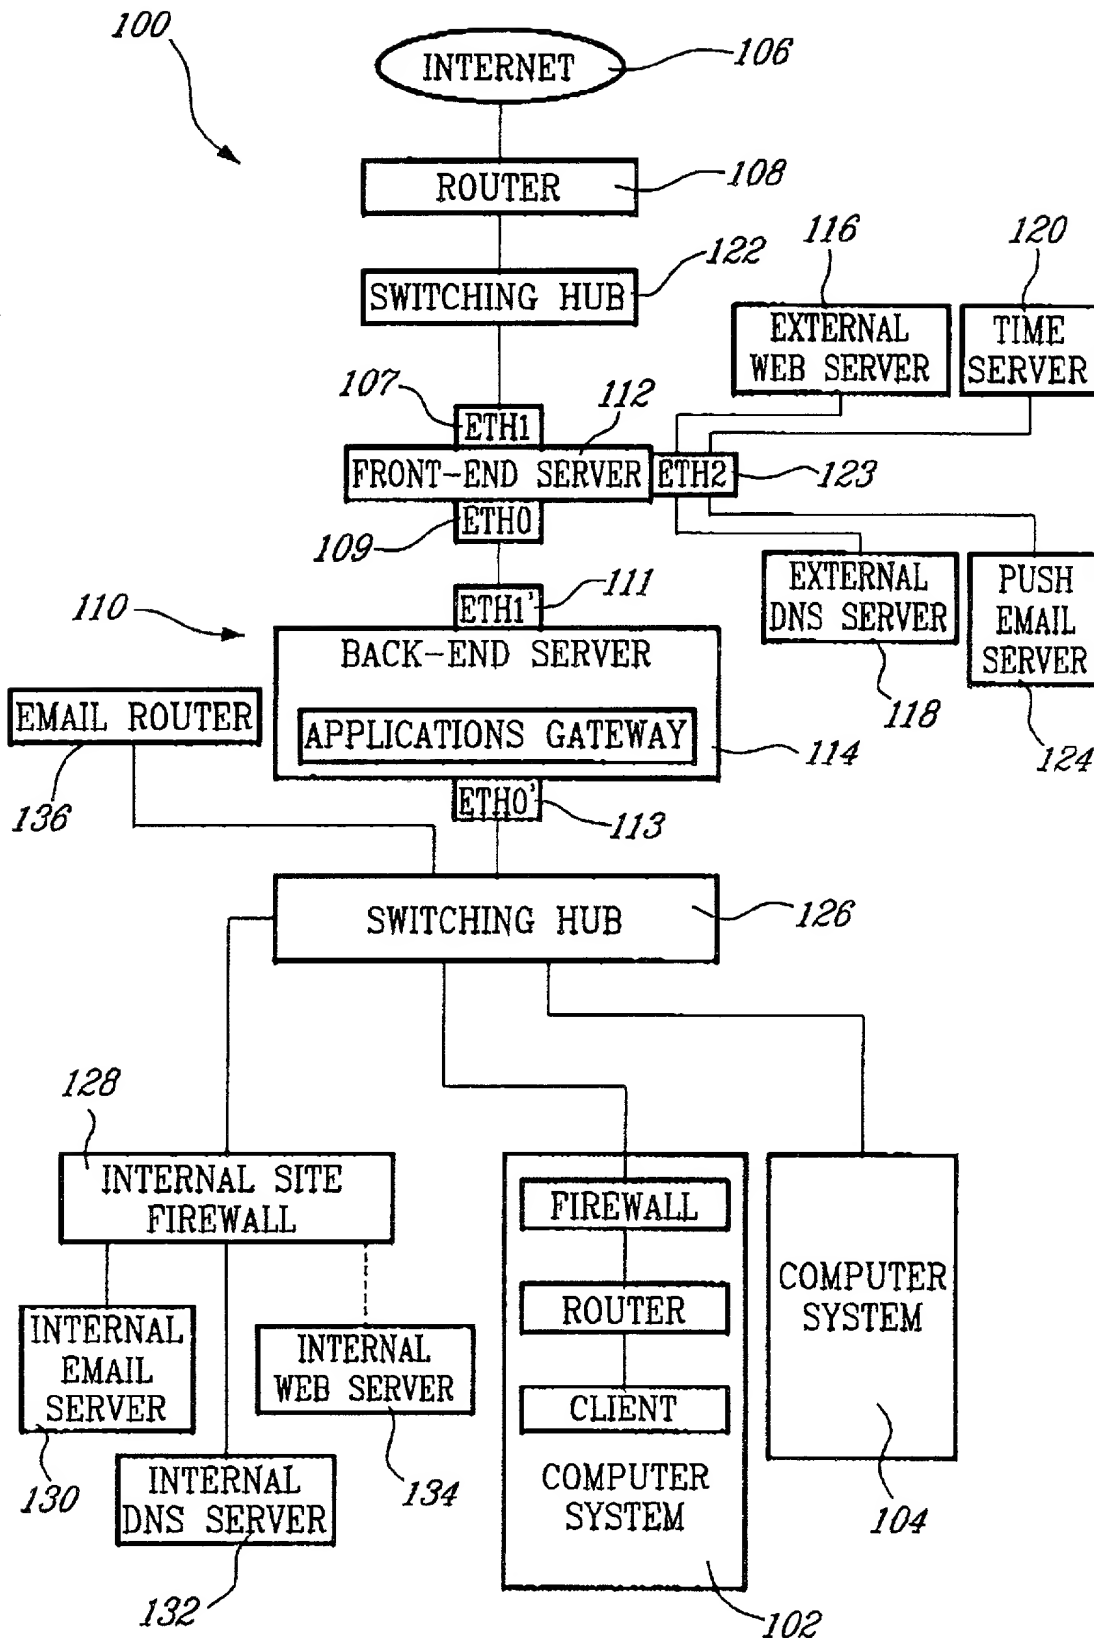 100
INTERNET
106
ROUTER
108
SWITCHING HUB
122
116
120
EXTERNAL
WEB SERVER
TIME
SERVER
107
ETH1
112
FRONT-END SERVER
ETH2
123
ETH0
109
111
ETH1'
110
BACK-END SERVER
EXTERNAL
DNS SERVER
PUSH
EMAIL
SERVER
118
124
EMAIL ROUTER
136
APPLICATIONS GATEWAY
114
ETH0'
113
SWITCHING HUB
126
128
INTERNAL SITE
FIREWALL
INTERNAL
EMAIL
SERVER
130
INTERNAL
DNS SERVER
132
INTERNAL
WEB SERVER
134
FIREWALL
ROUTER
CLIENT
COMPUTER
SYSTEM
102
COMPUTER
SYSTEM
104